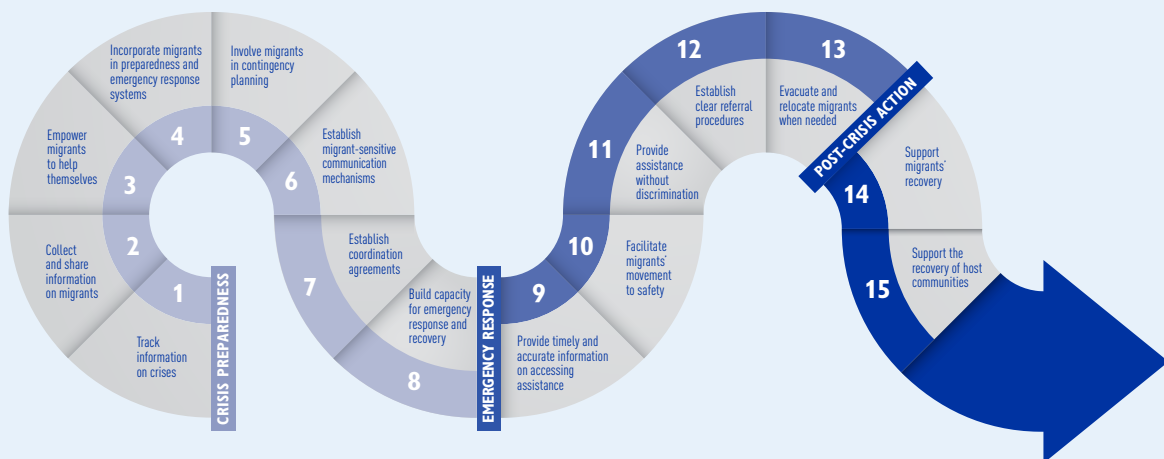 CRISIS PREPAREDNESS
1
Track
information
on crises
2
Collect
and share
information
on migrants
3
Empower
migrants
to help
themselves
4
Incorporate migrants
in preparedness and
emergency response
systems
5
Involve migrants
in contingency
planning
6
Establish
migrant-sensitive
communication
mechanisms
7
Establish
coordination
agreements
8
Build capacity
for emergency
response and
recovery
EMERGENCY RESPONSE
9
Provide timely and
accurate information
on accessing
assistance
10
Facilitate
migrants'
movement
to safety
11
Provide
assistance
without
discrimination
12
Establish
clear referral
procedures
13
Evacuate and
relocate migrants
when needed
POST-CRISIS ACTION
14
Support
migrants'
recovery
15
Support the
recovery of host
communities